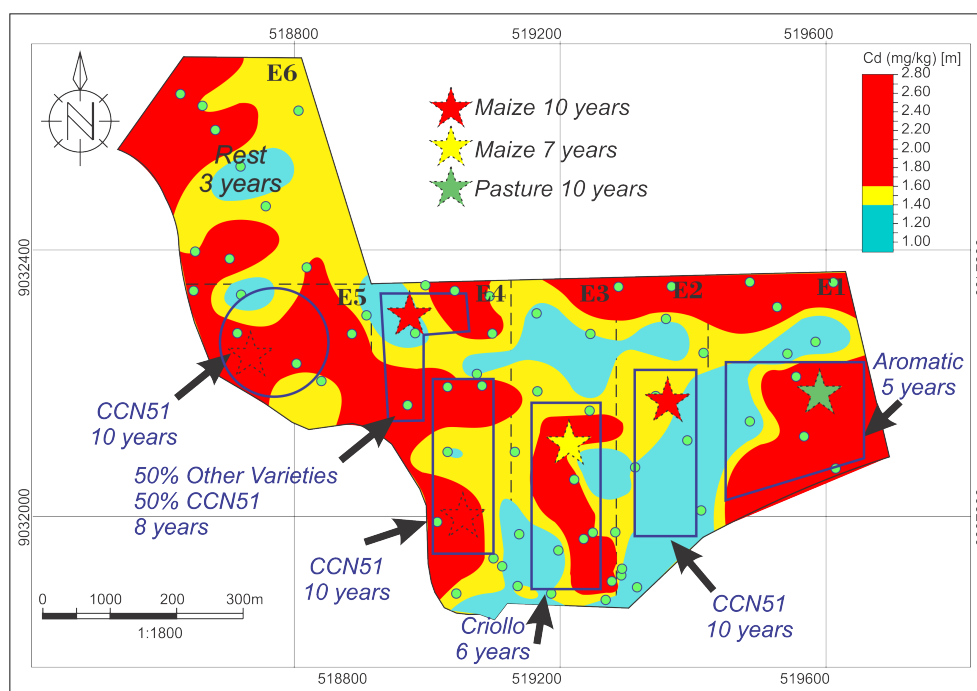 518800
519200
519600
Cd (mg/kg) [m]
2.80
2.60
2.40
2.20
2.00
1.80
1.60
1.40
1.20
1.00
N
E6
Maize 10 years
Maize 7 years
Pasture 10 years
Rest
3 years
9032400
E5
E4
E3
E2
E1
Aromatic
5 years
CCN51
10 years
50% Other Varieties
50% CCN51
8 years
9032000
CCN51
10 years
CCN51
10 years
Criollo
6 years
0
1000
200
300m
1:1800
518800
519200
519600